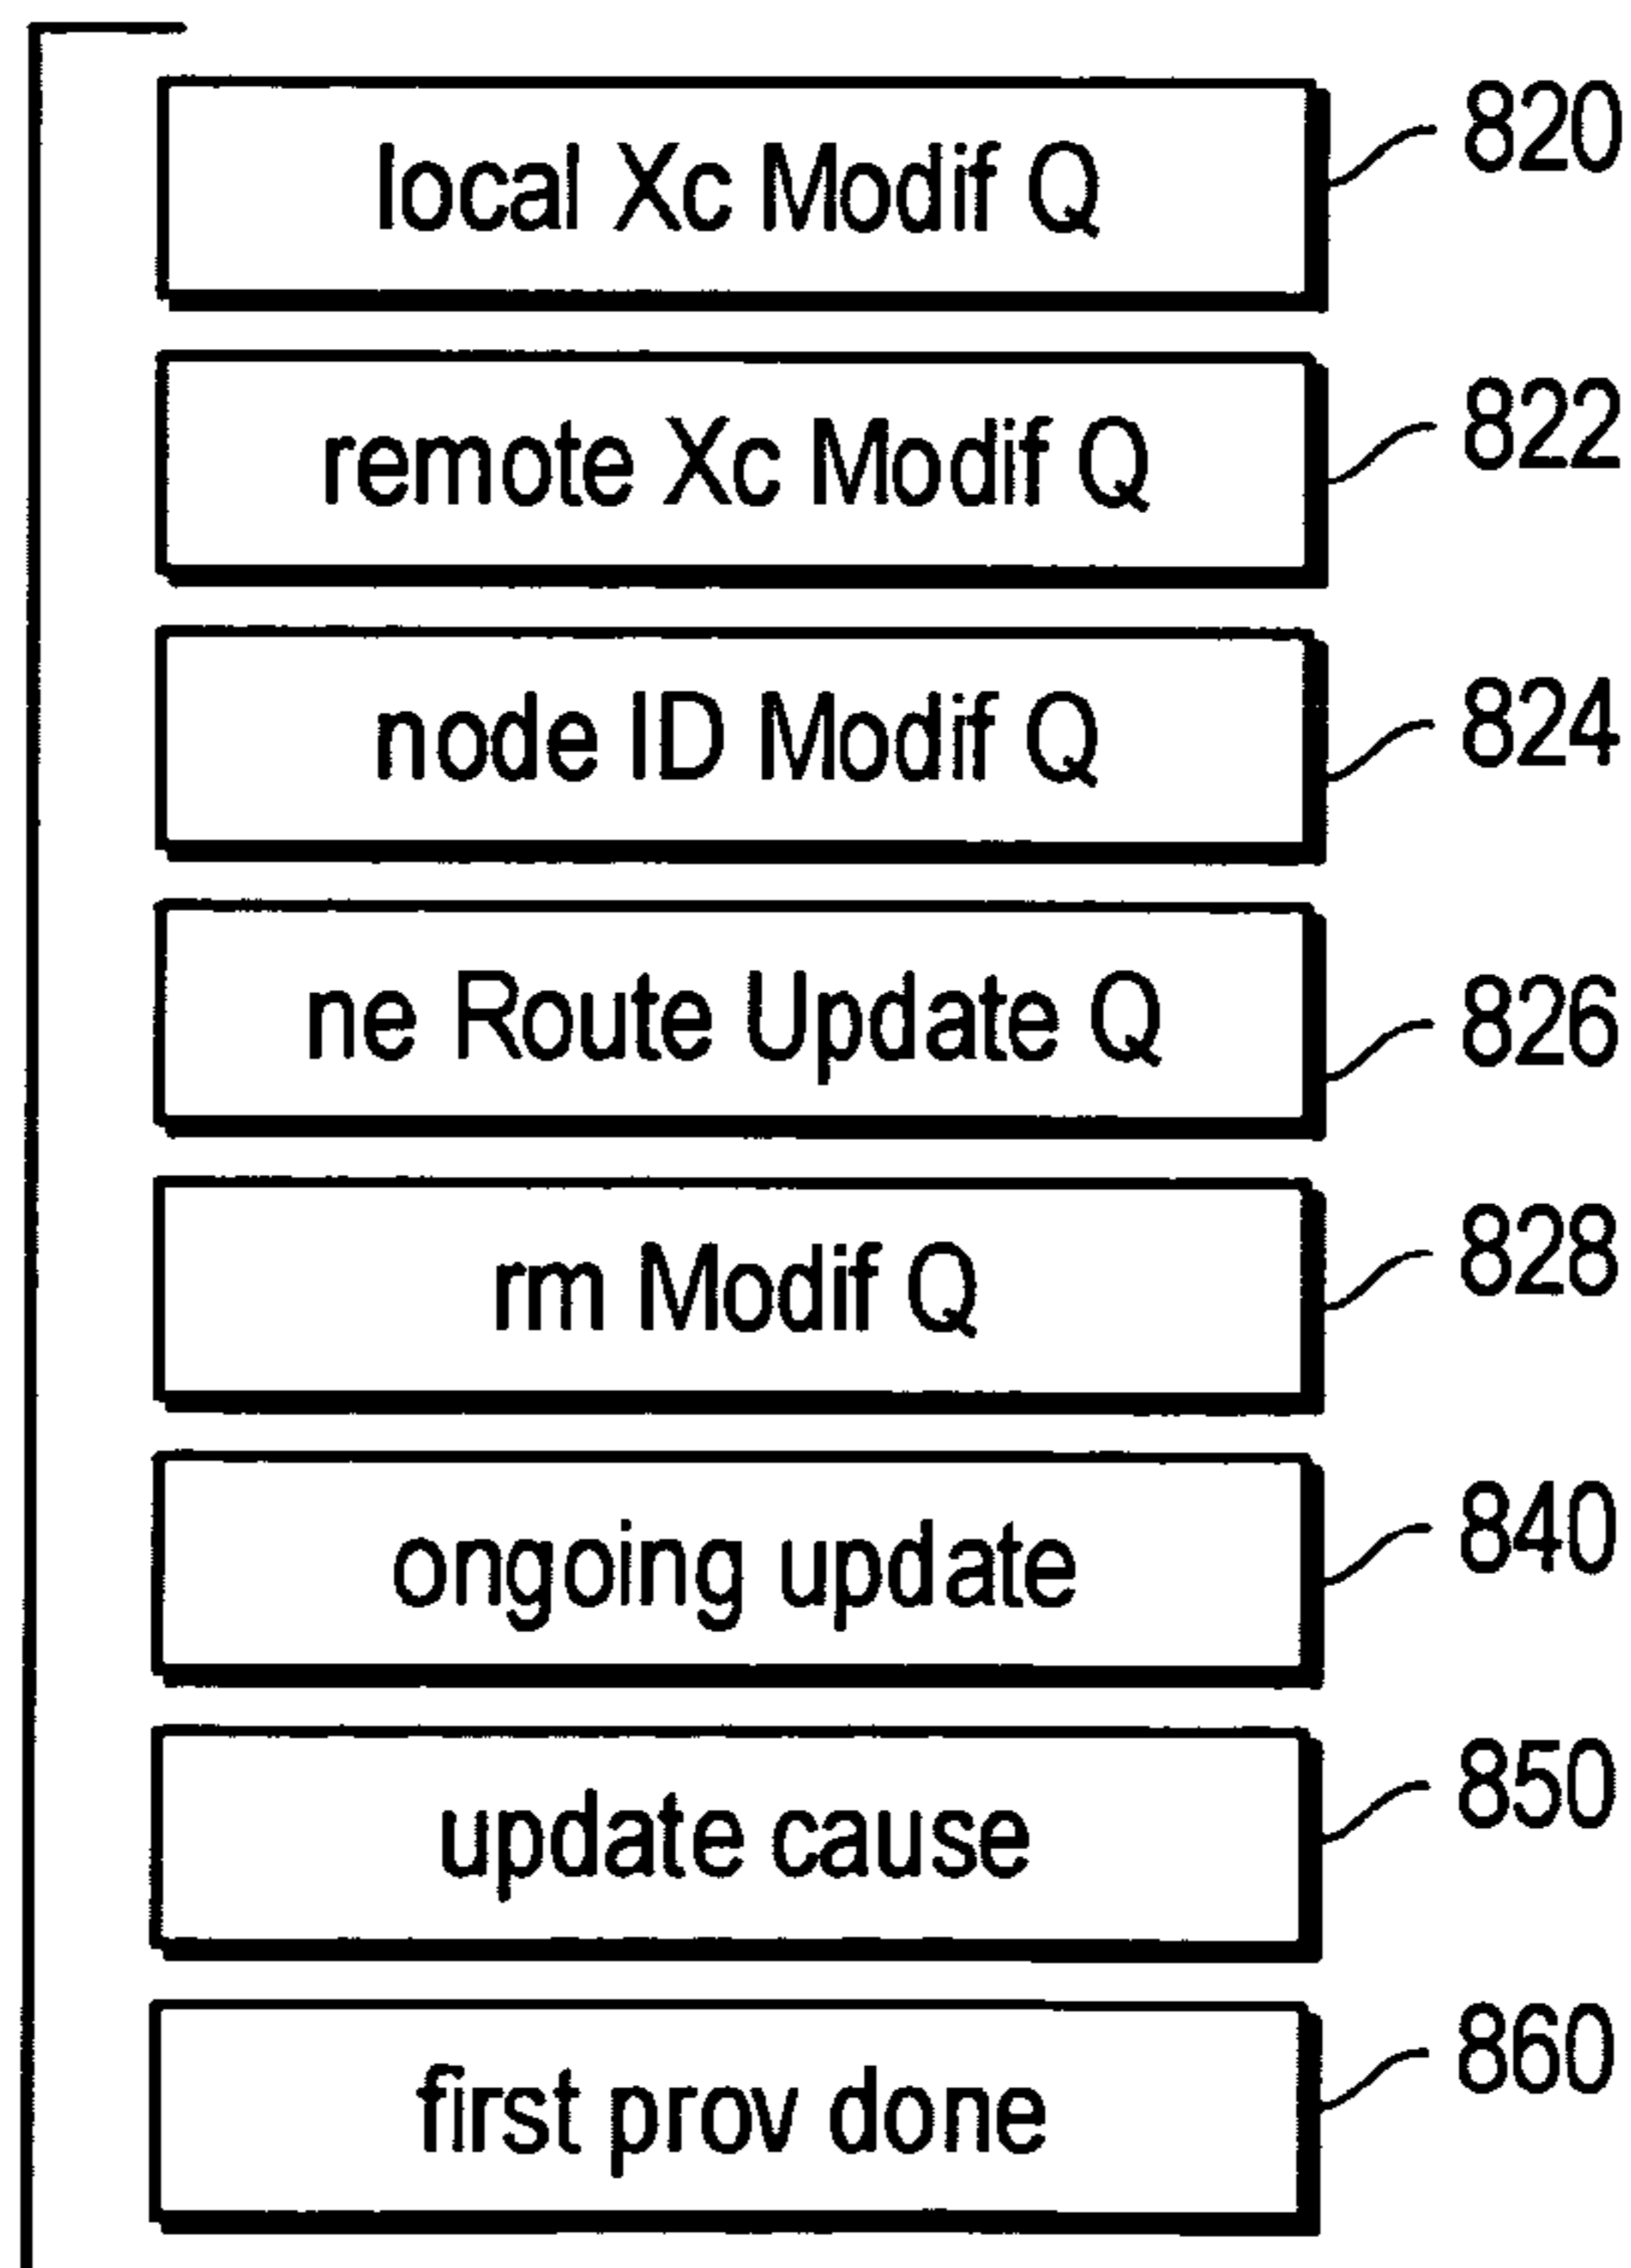 local Xc Modif Q 820
remote Xc Modif Q 822
node ID Modif Q 824
ne Route Update Q 826
rm Modif Q 828
ongoing update 840
update cause 850
first prov done 860